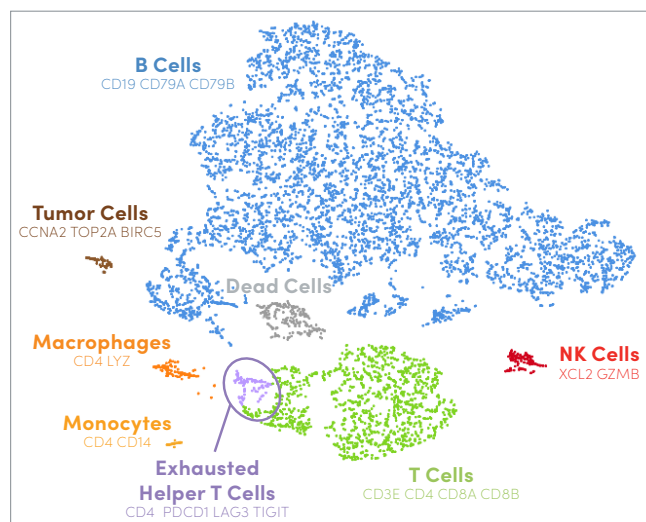 B Cells
CD19 CD79A CD79B
Tumor Cells
CCNA2 TOP2A BIRC5
Dead Cells
Macrophages
CD4 LYZ
NK Cells
XCL2 GZMB
Monocytes
CD4 CD14
Exhausted
Helper T Cells
CD4 PDCD1 LAG3 TIGIT
T Cells
CD3E CD4 CD8A CD8B